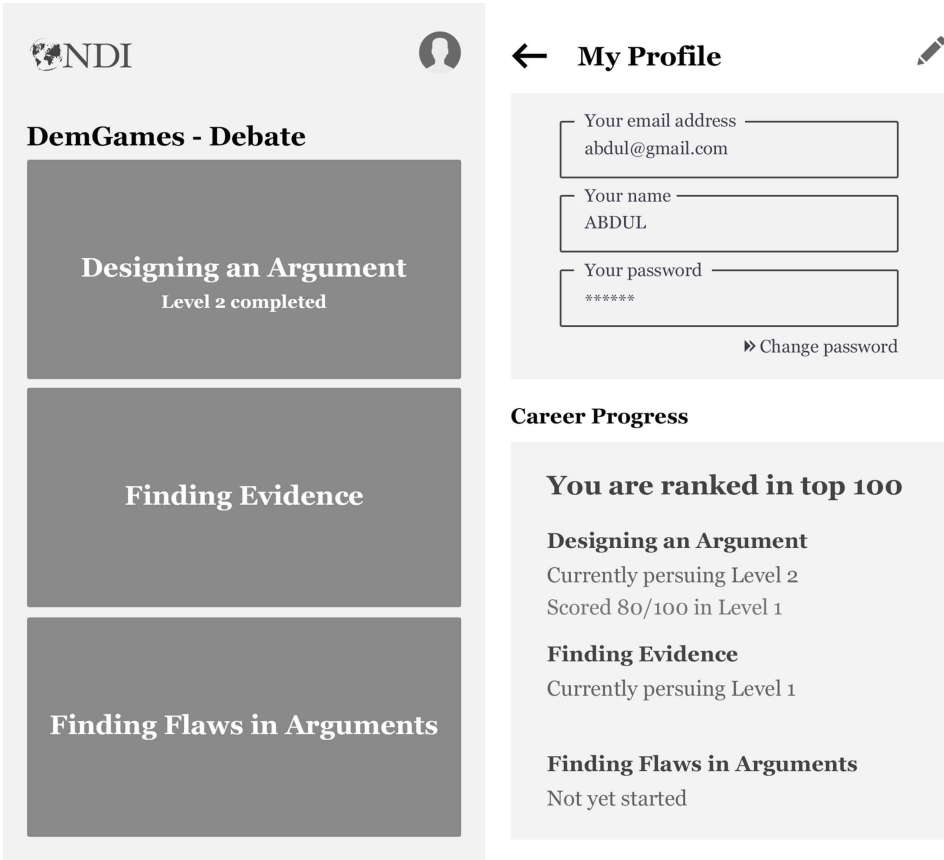 NDI
DemGames - Debate
Designing an Argument
Level 2 completed
Finding Evidence
Finding Flaws in Arguments
My Profile
Your email address
abdul@gmail.com
Your name
ABDUL
Your password
******
Change password
Career Progress
You are ranked in top 100
Designing an Argument
Currently persuing Level 2
Scored 80/100 in Level 1
Finding Evidence
Currently persuing Level 1
Finding Flaws in Arguments
Not yet started